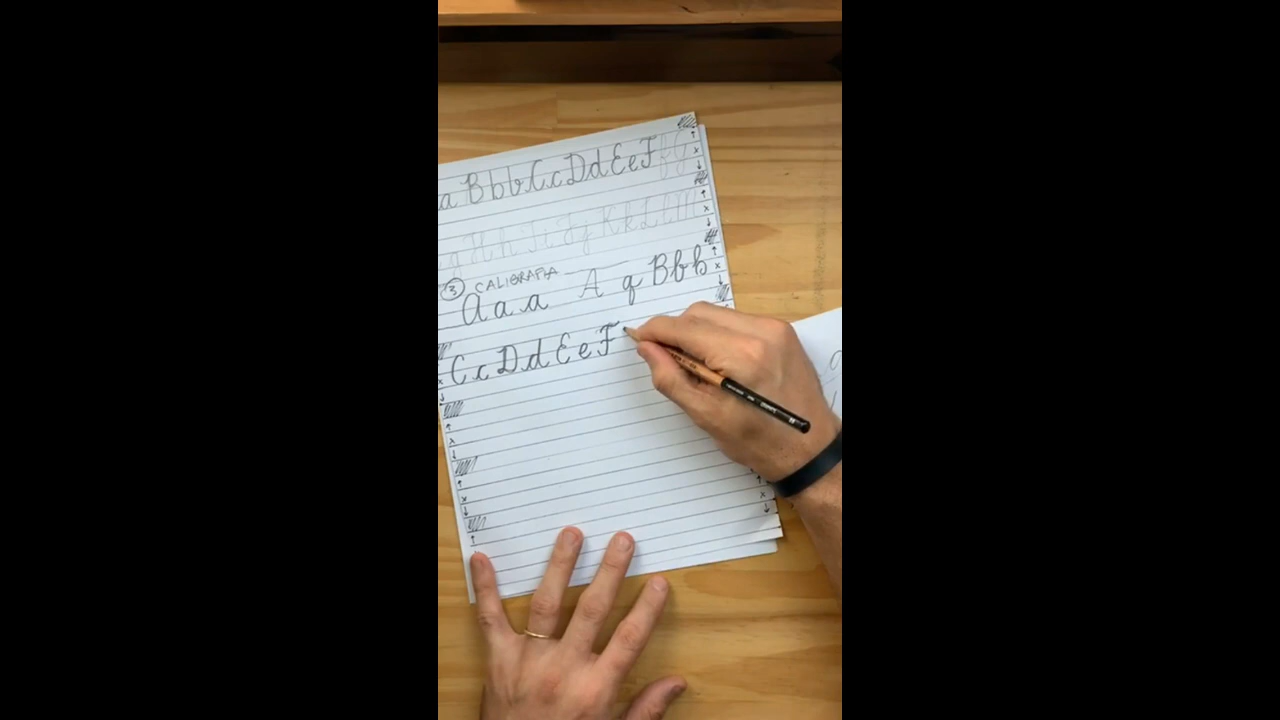 a B b b C c D d E e F f G
g H h I i J j K k L l M
3 CALIGRAFIA
A a a A a B b b
C c D d E e F